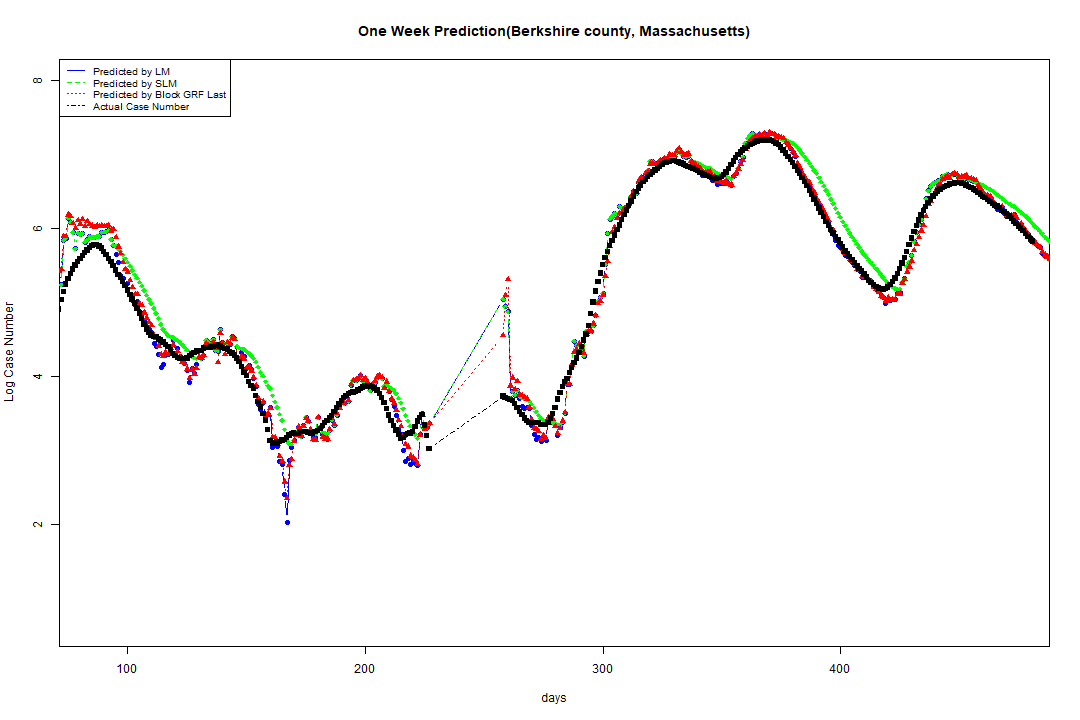 One Week Prediction(Berkshire county, Massachusetts)
Predicted by LM
Predicted by SLM
Predicted by Block GRF Last
Actual Case Number
8
6
4
2
Log Case Number
100 200 300 400
days